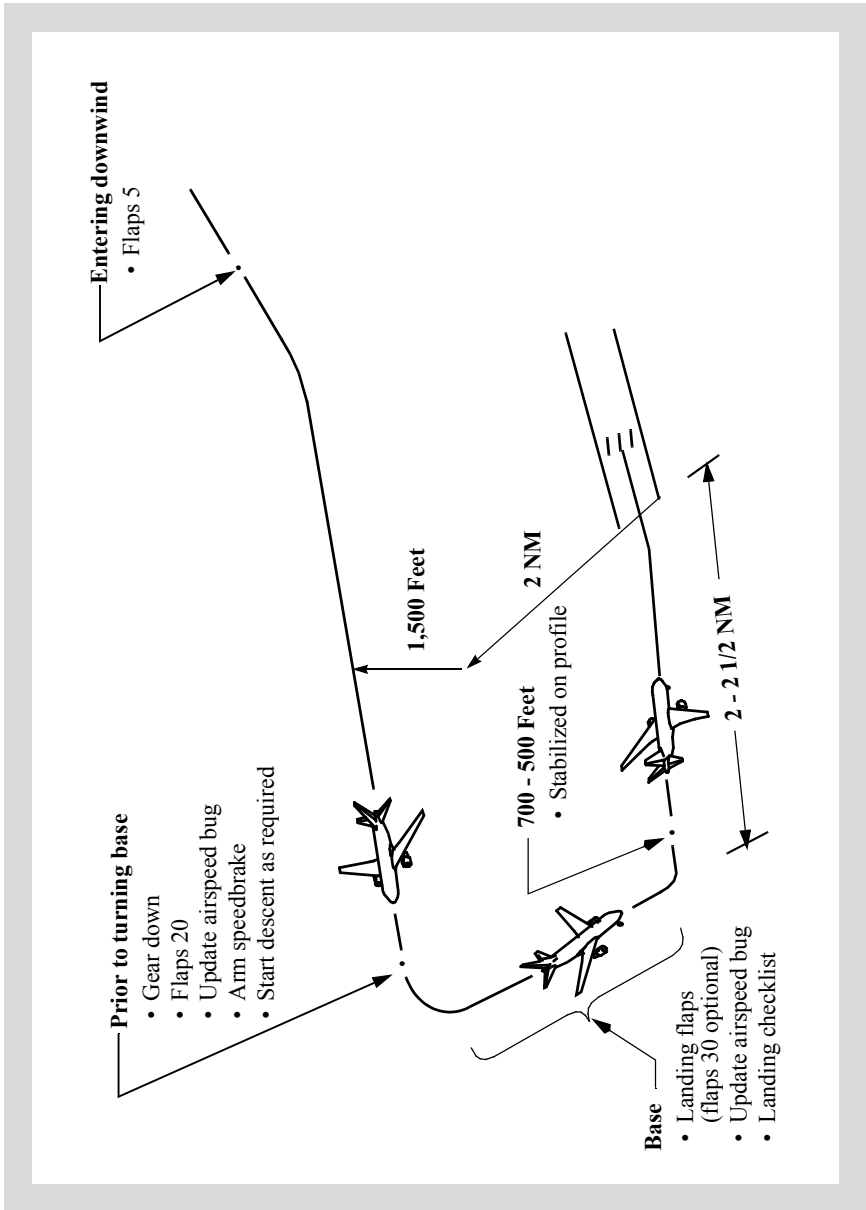 Entering downwind
• Flaps 5
Prior to turning base
• Gear down
• Flaps 20
• Update airspeed bug
• Arm speedbrake
• Start descent as required
1,500 Feet
2 NM
700 - 500 Feet
• Stabilized on profile
2 - 2 1/2 NM
Base
• Landing flaps
(flaps 30 optional)
• Update airspeed bug
• Landing checklist